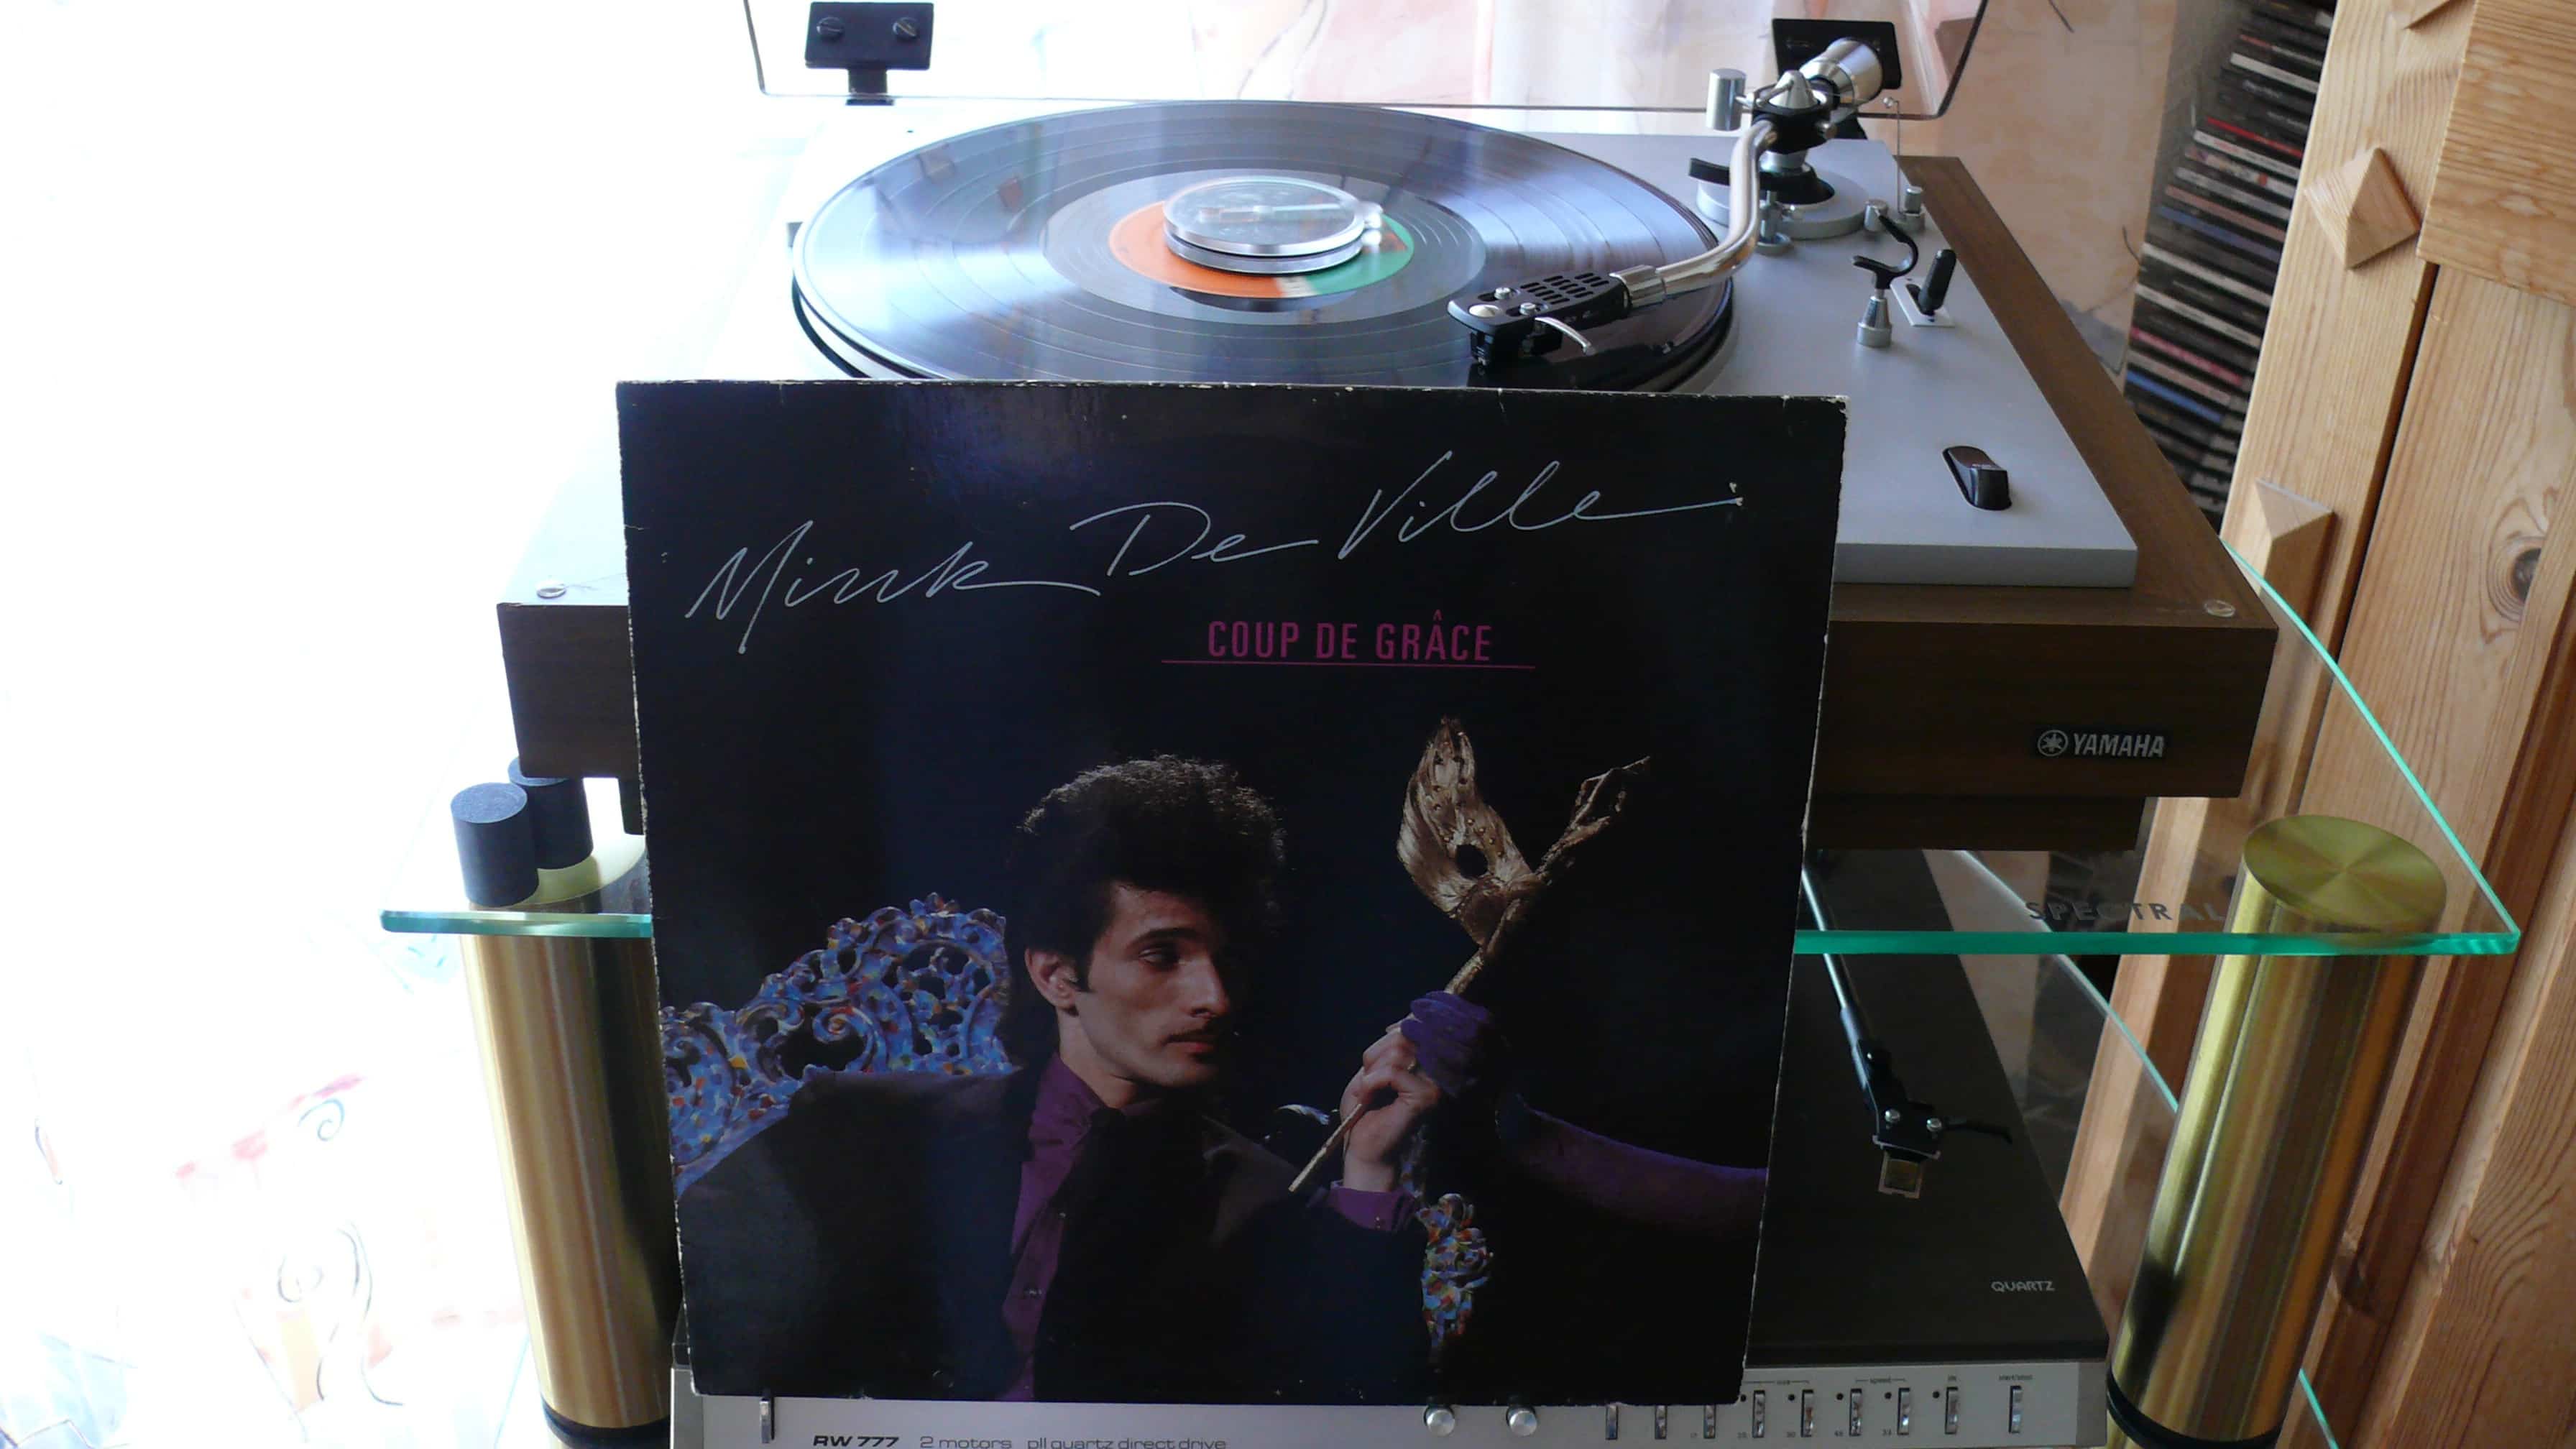 Mink De Ville
COUP DE GRÂCE
YAMAHA
SPECTRAL
QUARTZ
RW 777 2 motors pll quartz direct drive